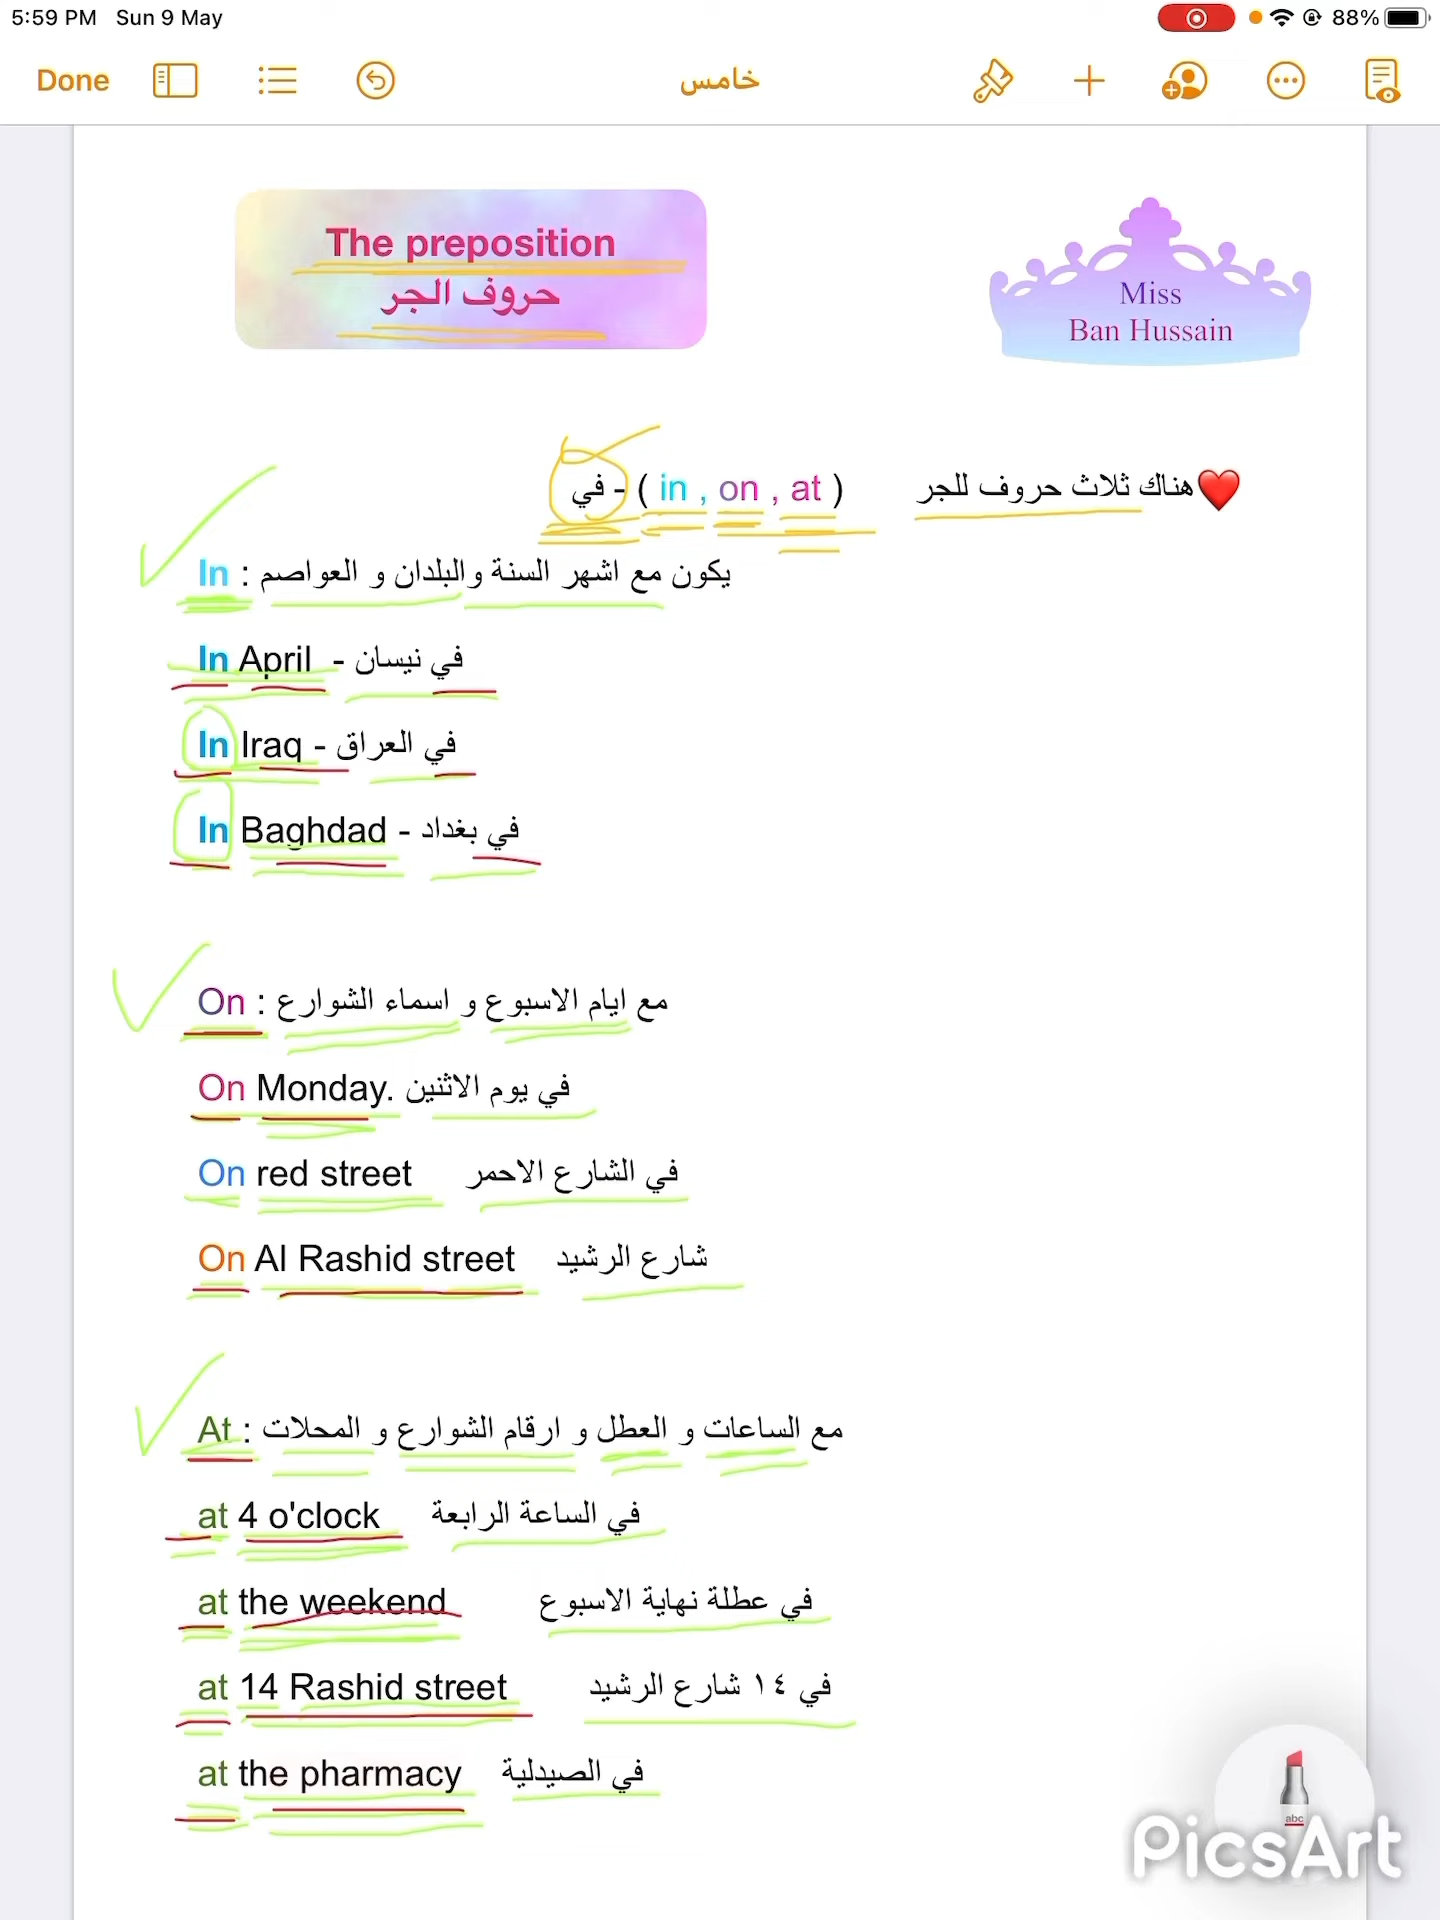 5:59 PM Sun 9 May 88%
Done خامس
The preposition
حروف الجر
Miss
Ban Hussain
❤️هناك ثلاث حروف للجر ( in , on , at ) - في
In : يكون مع اشهر السنة والبلدان و العواصم
In April - في نيسان
In Iraq - في العراق
In Baghdad - في بغداد
On : مع ايام الاسبوع و اسماء الشوارع
On Monday. في يوم الاثنين
On red street في الشارع الاحمر
On Al Rashid street شارع الرشيد
At : مع الساعات و العطل و ارقام الشوارع و المحلات
at 4 o'clock في الساعة الرابعة
at the weekend في عطلة نهاية الاسبوع
at 14 Rashid street في ١٤ شارع الرشيد
at the pharmacy في الصيدلية
abc
PicsArt